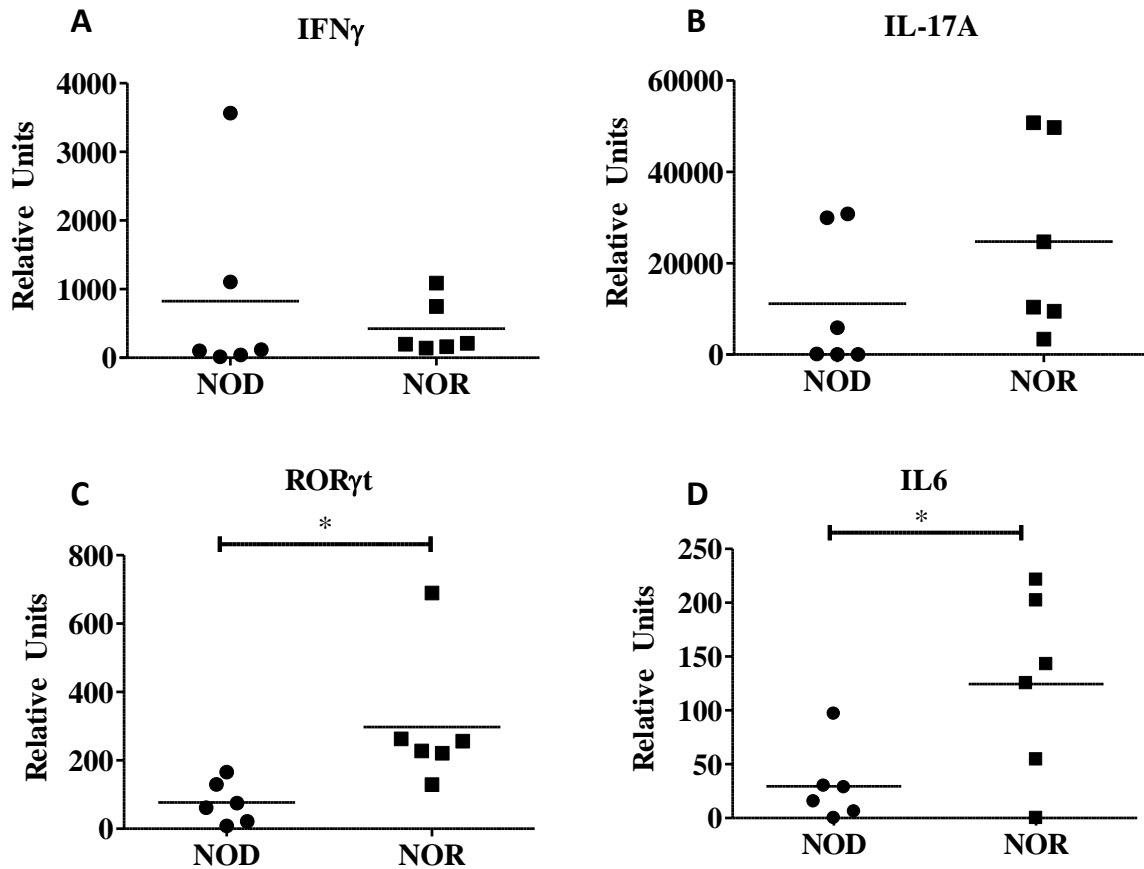 A
IFNγ
Relative Units
4000
3000
2000
1000
0
NOD
NOR
B
IL-17A
Relative Units
60000
40000
20000
0
NOD
NOR
C
RORγt
*
Relative Units
800
600
400
200
0
NOD
NOR
D
IL6
*
Relative Units
250
200
150
100
50
0
NOD
NOR